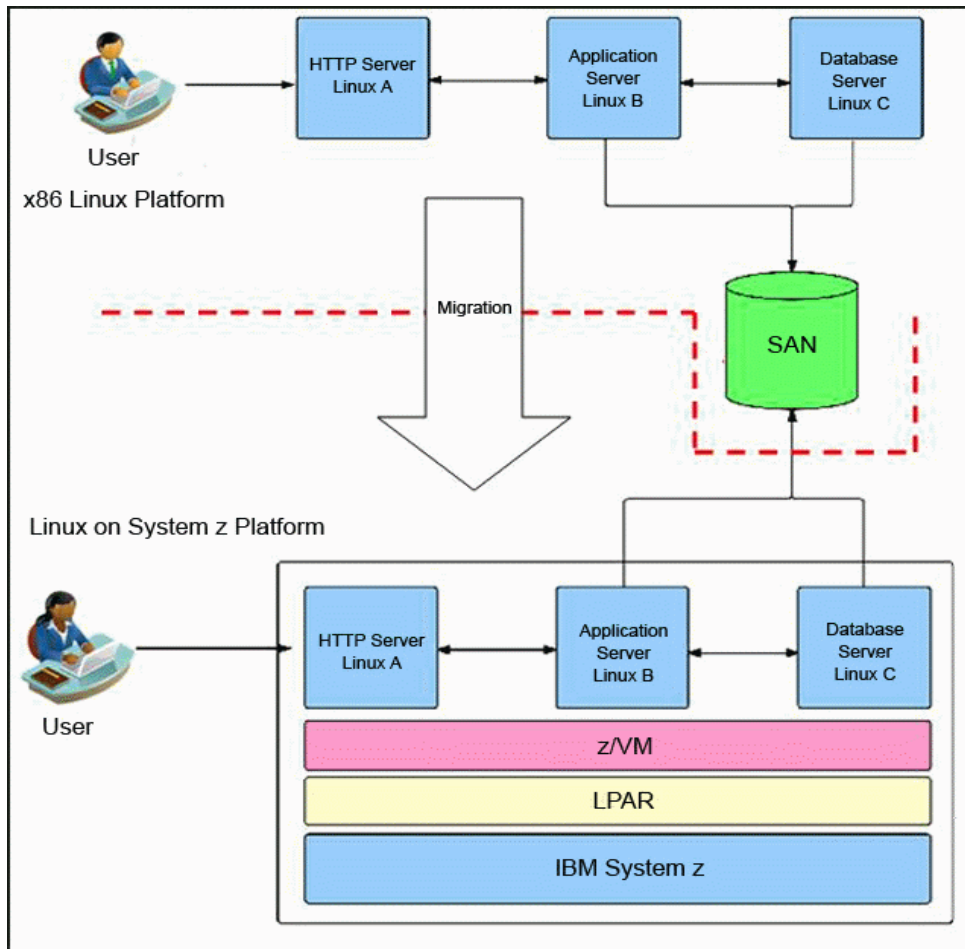 HTTP Server
Linux A
Application
Server
Linux B
Database
Server
Linux C
User
x86 Linux Platform
Migration
SAN
Linux on System z Platform
HTTP Server
Linux A
Application
Server
Linux B
Database
Server
Linux C
User
z/VM
LPAR
IBM System z